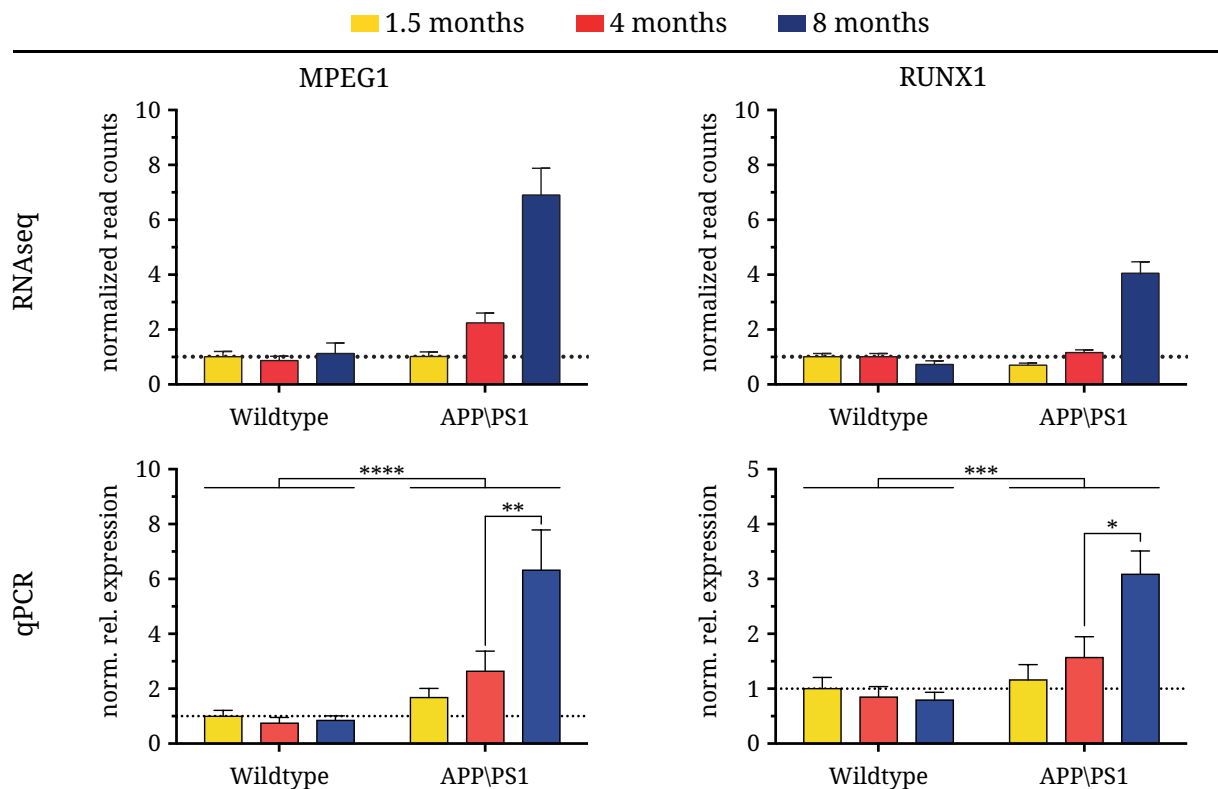 1.5 months 4 months 8 months
MPEG1 RUNX1
RNAseq
normalized read counts
10
8
6
4
2
0
Wildtype APP\PS1
normalized read counts
10
8
6
4
2
0
Wildtype APP\PS1
qPCR
norm. rel. expression
10
8
6
4
2
0
****
**
Wildtype APP\PS1
norm. rel. expression
5
4
3
2
1
0
***
*
Wildtype APP\PS1